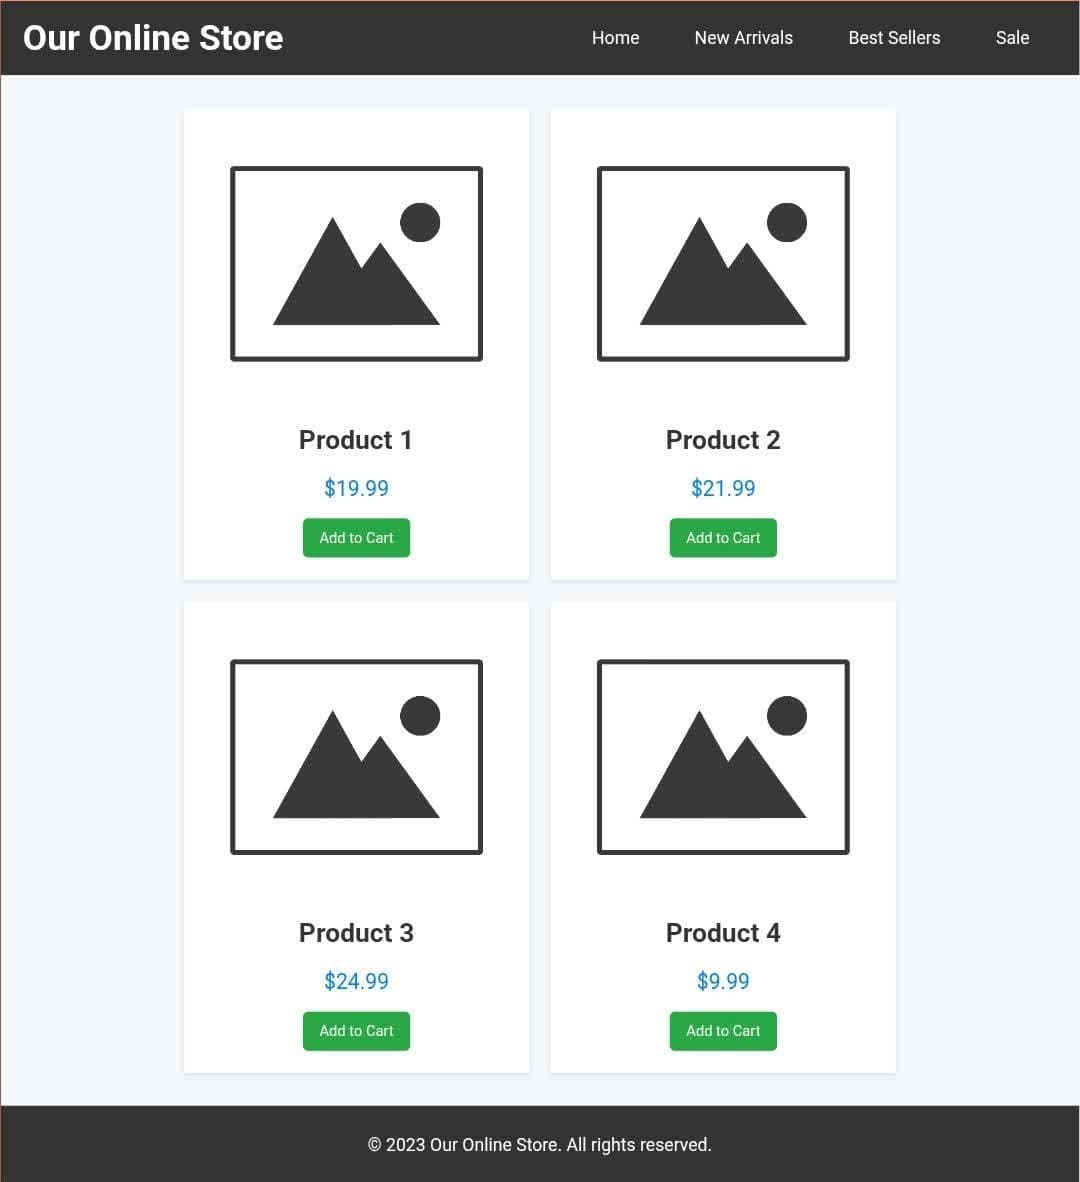 Our Online Store
Home New Arrivals Best Sellers Sale
Product 1
$19.99
Add to Cart
Product 2
$21.99
Add to Cart
Product 3
$24.99
Add to Cart
Product 4
$9.99
Add to Cart
© 2023 Our Online Store. All rights reserved.